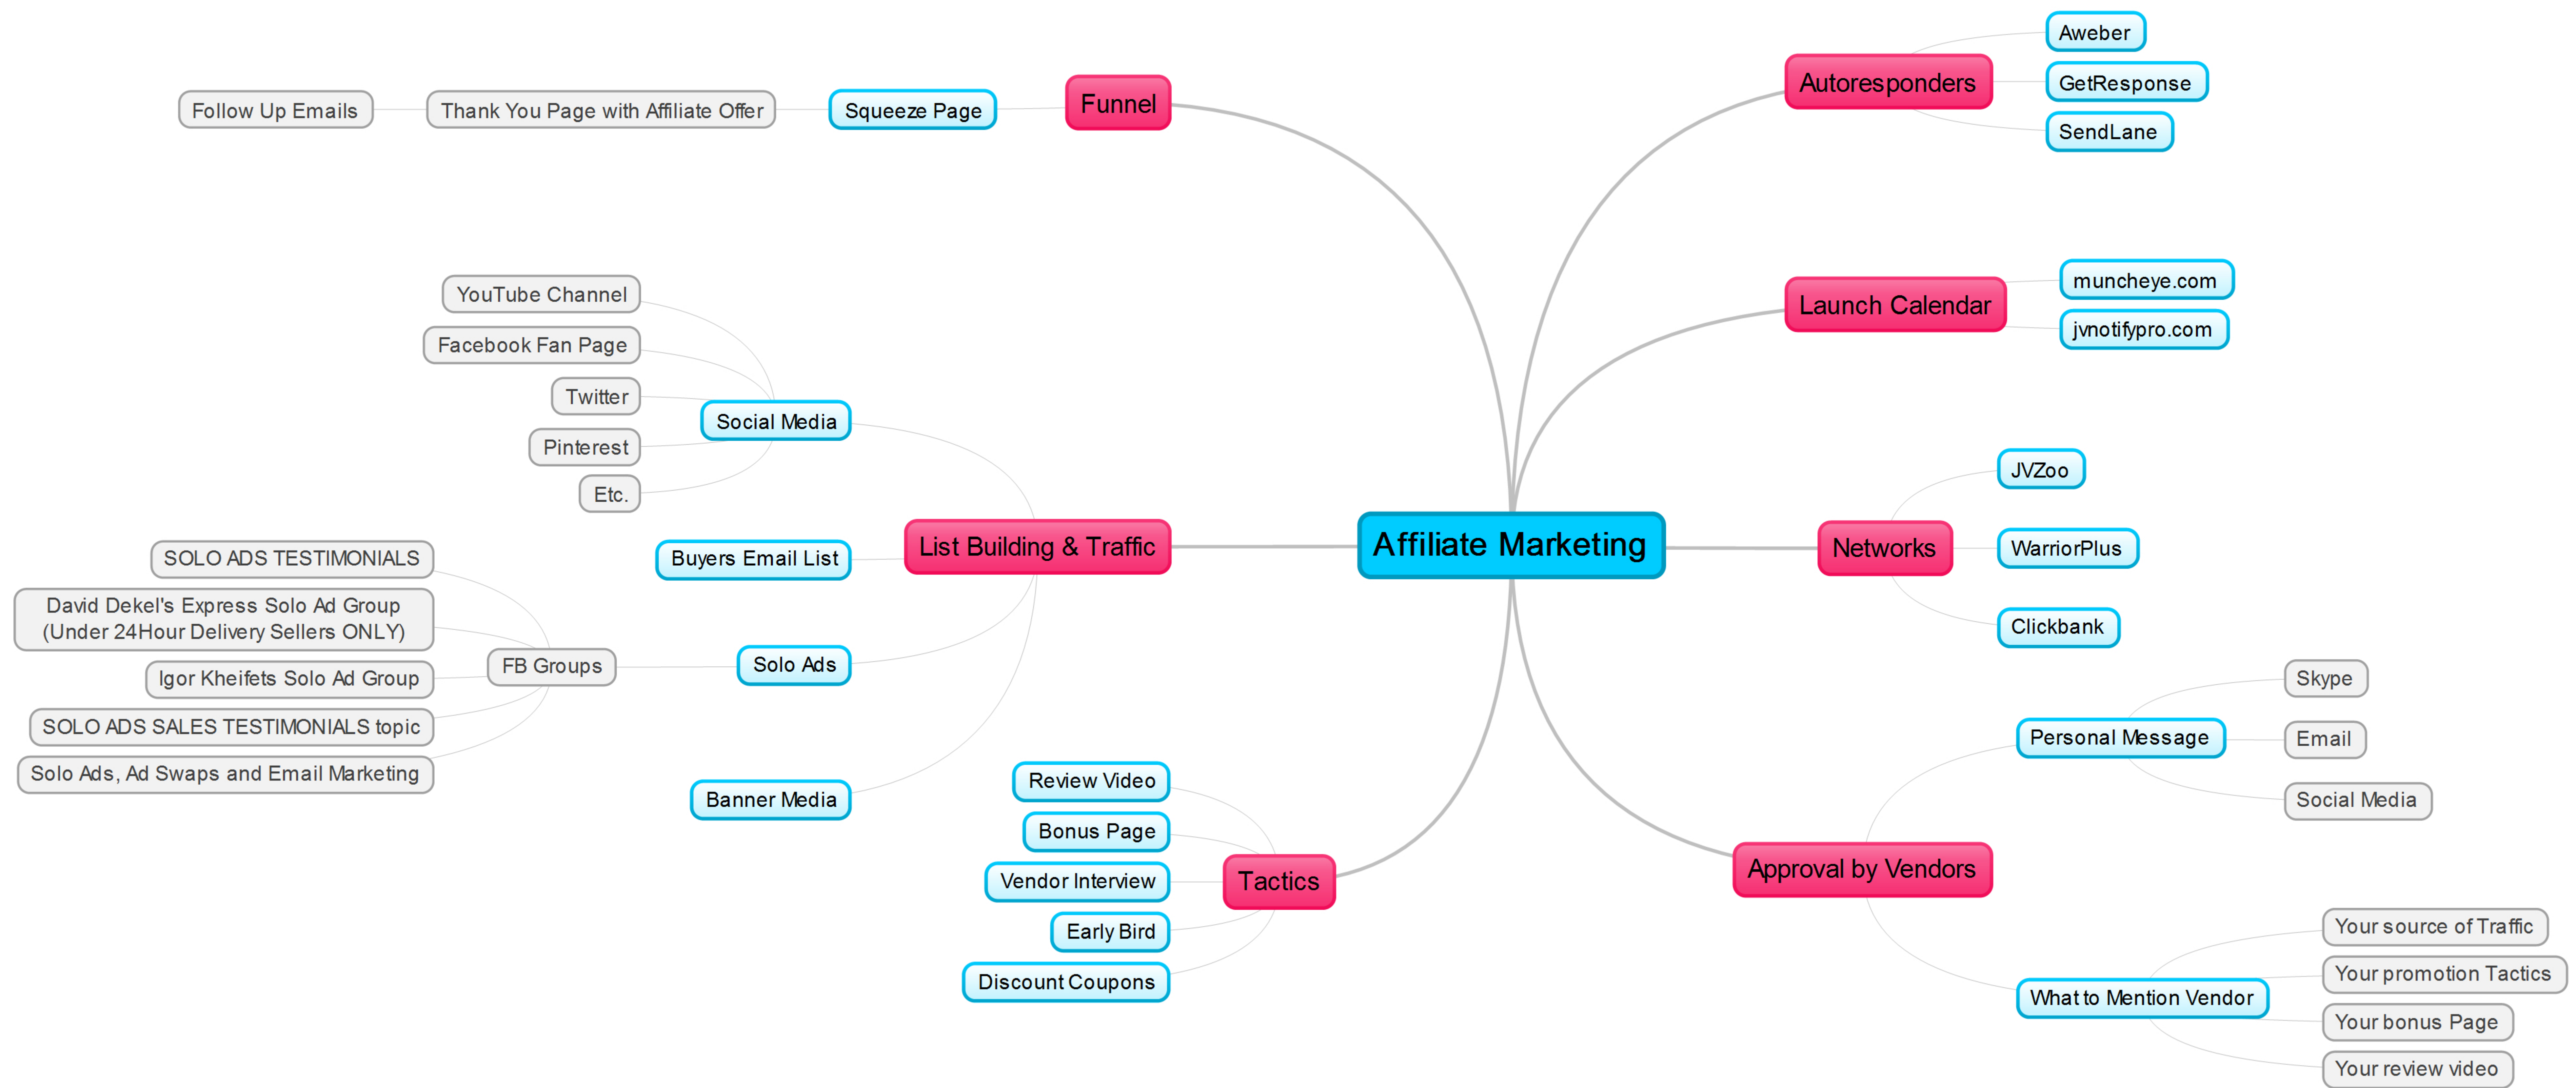 Affiliate Marketing
Funnel
Squeeze Page
Thank You Page with Affiliate Offer
Follow Up Emails
List Building & Traffic
Social Media
YouTube Channel
Facebook Fan Page
Twitter
Pinterest
Etc.
Buyers Email List
Solo Ads
FB Groups
SOLO ADS TESTIMONIALS
David Dekel's Express Solo Ad Group
(Under 24Hour Delivery Sellers ONLY)
Igor Kheifets Solo Ad Group
SOLO ADS SALES TESTIMONIALS topic
Solo Ads, Ad Swaps and Email Marketing
Banner Media
Tactics
Review Video
Bonus Page
Vendor Interview
Early Bird
Discount Coupons
Autoresponders
Aweber
GetResponse
SendLane
Launch Calendar
muncheye.com
jvnotifypro.com
Networks
JVZoo
WarriorPlus
Clickbank
Approval by Vendors
Personal Message
Skype
Email
Social Media
What to Mention Vendor
Your source of Traffic
Your promotion Tactics
Your bonus Page
Your review video